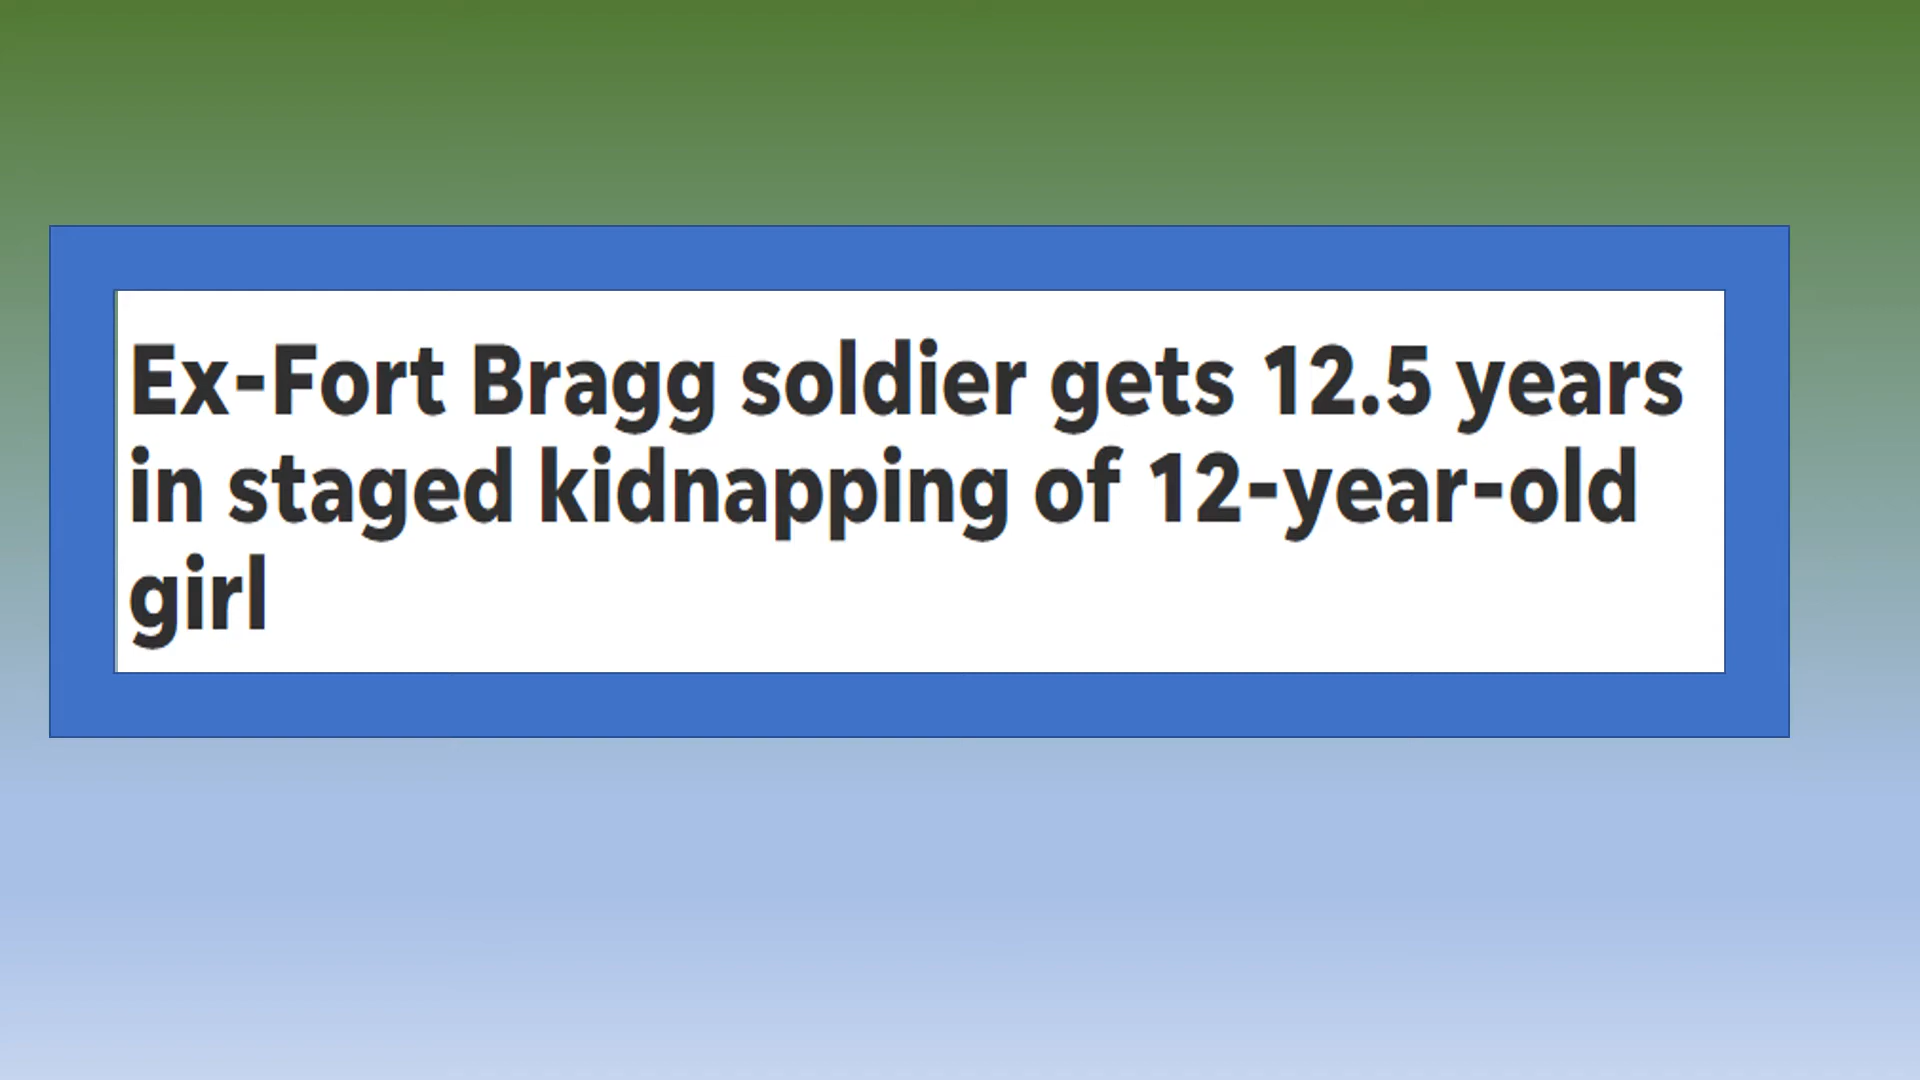 Ex-Fort Bragg soldier gets 12.5 years
in staged kidnapping of 12-year-old
girl